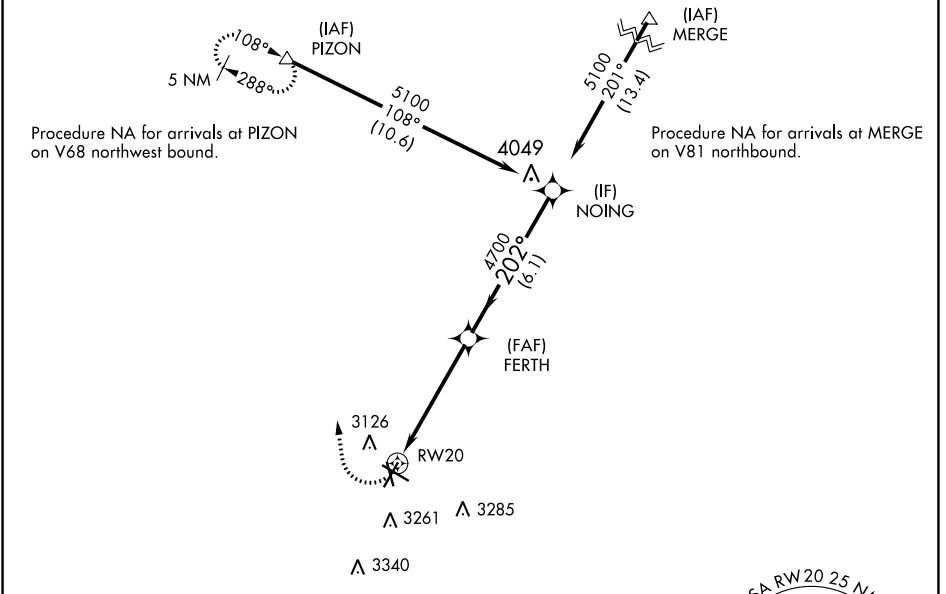 (IAF)
PIZON
108°
288°
5 NM
5100
108°
(10.6)
(IAF)
MERGE
5100
201°
(13.4)
Procedure NA for arrivals at PIZON
on V68 northwest bound.
Procedure NA for arrivals at MERGE
on V81 northbound.
4049
(IF)
NOING
4700
202°
(6.1)
(FAF)
FERTH
3126
RW20
3261
3285
3340
RW20 25